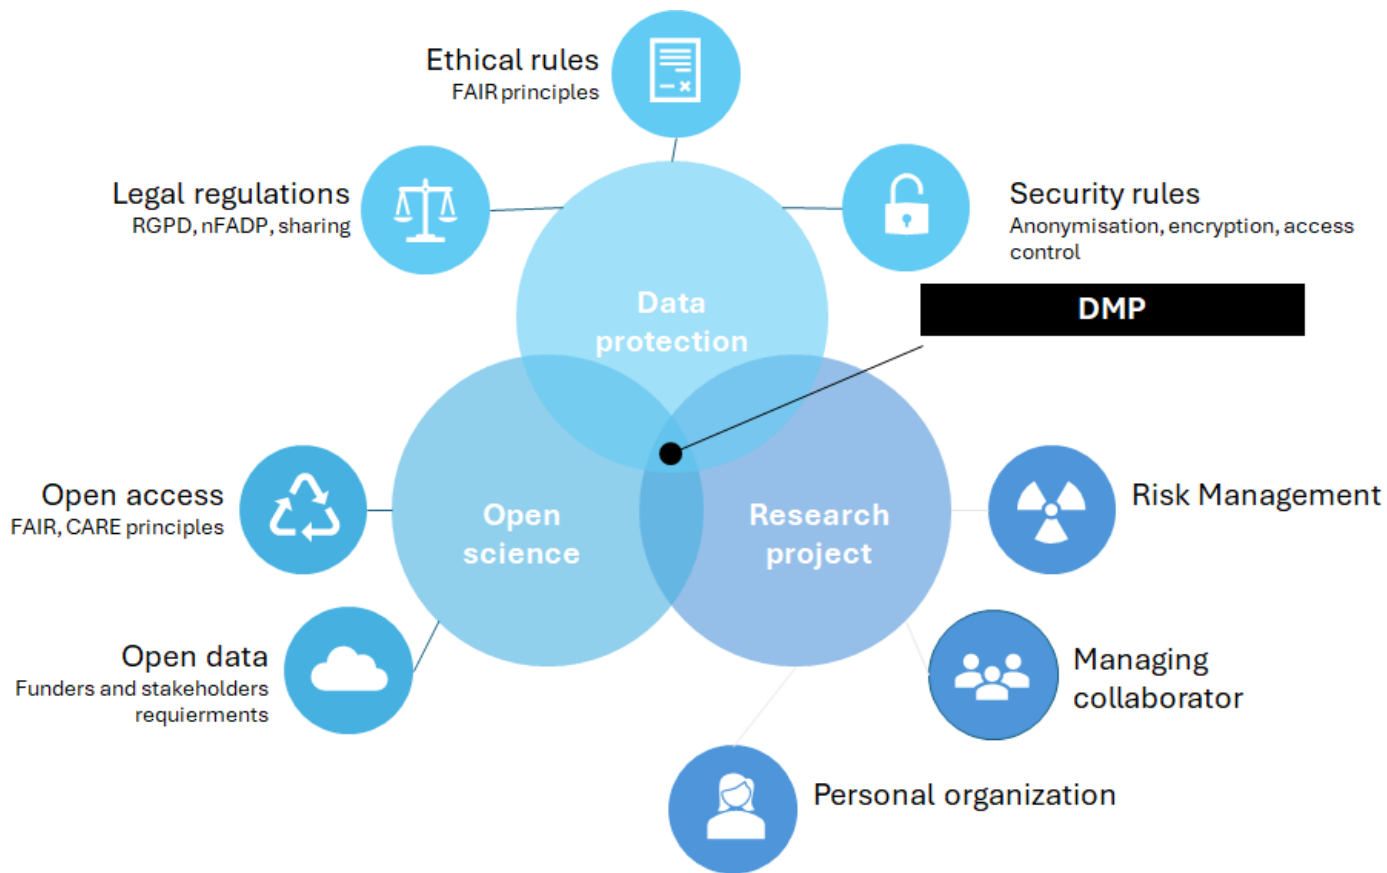 Ethical rules
FAIR principles
Legal regulations
RGPD, nFADP, sharing
Security rules
Anonymisation, encryption, access
control
DMP
Data
protection
Open access
FAIR, CARE principles
Open
science
Research
project
Risk Management
Open data
Funders and stakeholders
requierments
Managing
collaborator
Personal organization